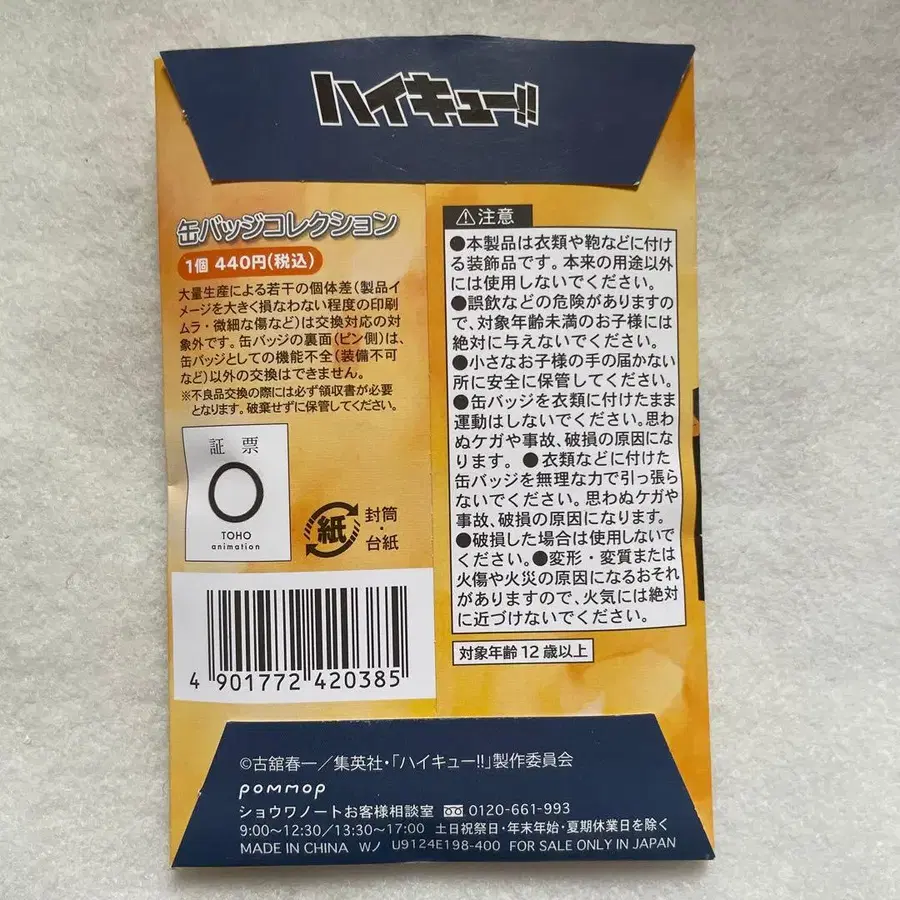 ハイキュー!!
缶バッジコレクション
1個 440円(税込)
大量生産による若干の個体差(製品イ
メージを大きく損なわない程度の印刷
ムラ・微細な傷など)は交換対応の対
象外です。缶バッジの裏面(ピン側)は、
缶バッジとしての機能不全(装備不可
など)以外の交換はできません。
※不良品交換の際には必ず領収書が必要
となります。破棄せずに保管してください。
証票
TOHO
animation
紙
封筒
・
台紙
4 901772 420385
⚠注意
●本製品は衣類や鞄などに付け
る装飾品です。本来の用途以外
には使用しないでください。
●誤飲などの危険がありますの
で、対象年齢未満のお子様には
絶対に与えないでください。
●小さなお子様の手の届かない
所に安全に保管してください。
●缶バッジを衣類に付けたまま
運動はしないでください。思わ
ぬケガや事故、破損の原因にな
ります。●衣類などに付けた
缶バッジを無理な力で引っ張ら
ないでください。思わぬケガや
事故、破損の原因になります。
●破損した場合は使用しないで
ください。●変形・変質または
火傷や火災の原因になるおそれ
がありますので、火気には絶対
に近づけないでください。
対象年齢12歳以上
©古舘春一/集英社・「ハイキュー!!」製作委員会
pommop
ショウワノートお客様相談室 0120-661-993
9:00~12:30/13:30~17:00 土日祝祭日・年末年始・夏期休業日を除く
MADE IN CHINA Wノ U9124E198-400 FOR SALE ONLY IN JAPAN